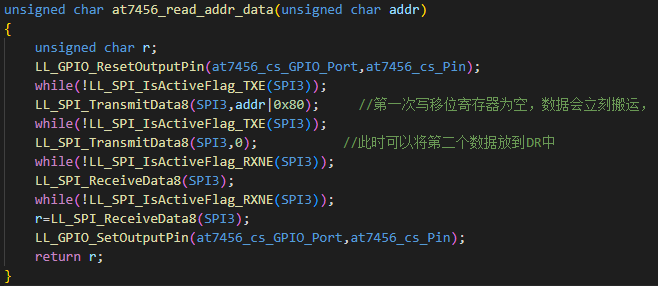 unsigned char at7456_read_addr_data(unsigned char addr)
{
    unsigned char r;
    LL_GPIO_ResetOutputPin(at7456_cs_GPIO_Port,at7456_cs_Pin);
    while(!LL_SPI_IsActiveFlag_TXE(SPI3));
    LL_SPI_TransmitData8(SPI3,addr|0x80);     //第一次写移位寄存器为空，数据会立刻搬运，
    while(!LL_SPI_IsActiveFlag_TXE(SPI3));
    LL_SPI_TransmitData8(SPI3,0);           //此时可以将第二个数据放到DR中
    while(!LL_SPI_IsActiveFlag_RXNE(SPI3));
    LL_SPI_ReceiveData8(SPI3);
    while(!LL_SPI_IsActiveFlag_RXNE(SPI3));
    r=LL_SPI_ReceiveData8(SPI3);
    LL_GPIO_SetOutputPin(at7456_cs_GPIO_Port,at7456_cs_Pin);
    return r;
}